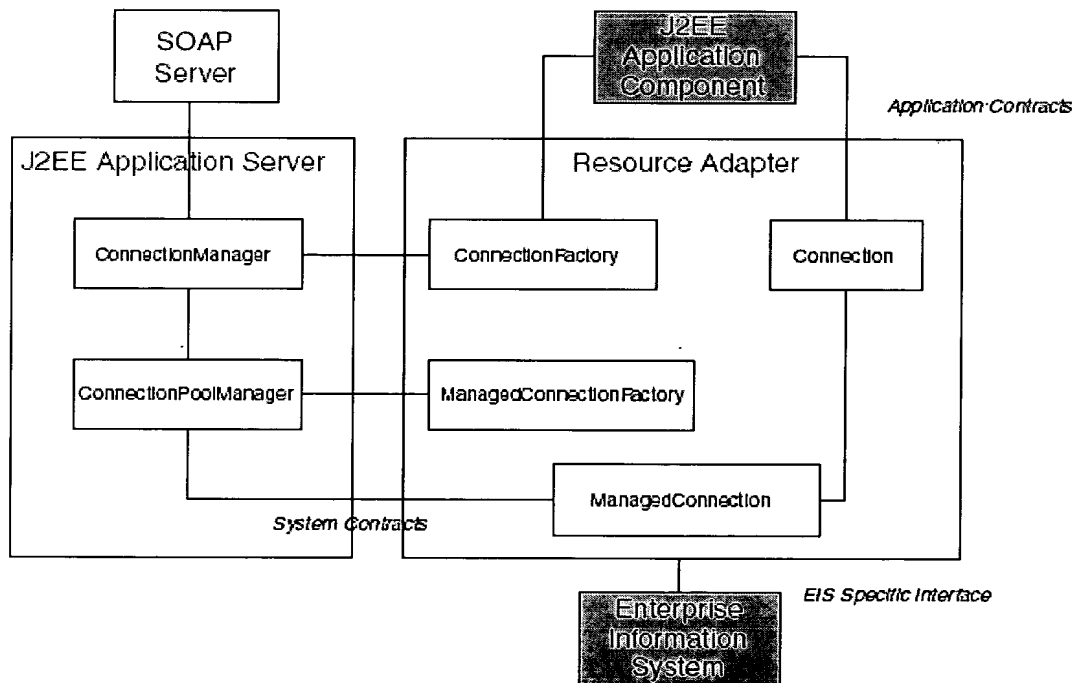 SOAP
Server
J2EE
Application
Component
Application Contracts
J2EE Application Server
Resource Adapter
ConnectionManager
ConnectionFactory
Connection
ConnectionPoolManager
ManagedConnectionFactory
ManagedConnection
System Contracts
EIS Specific Interface
Enterprise
Information
System